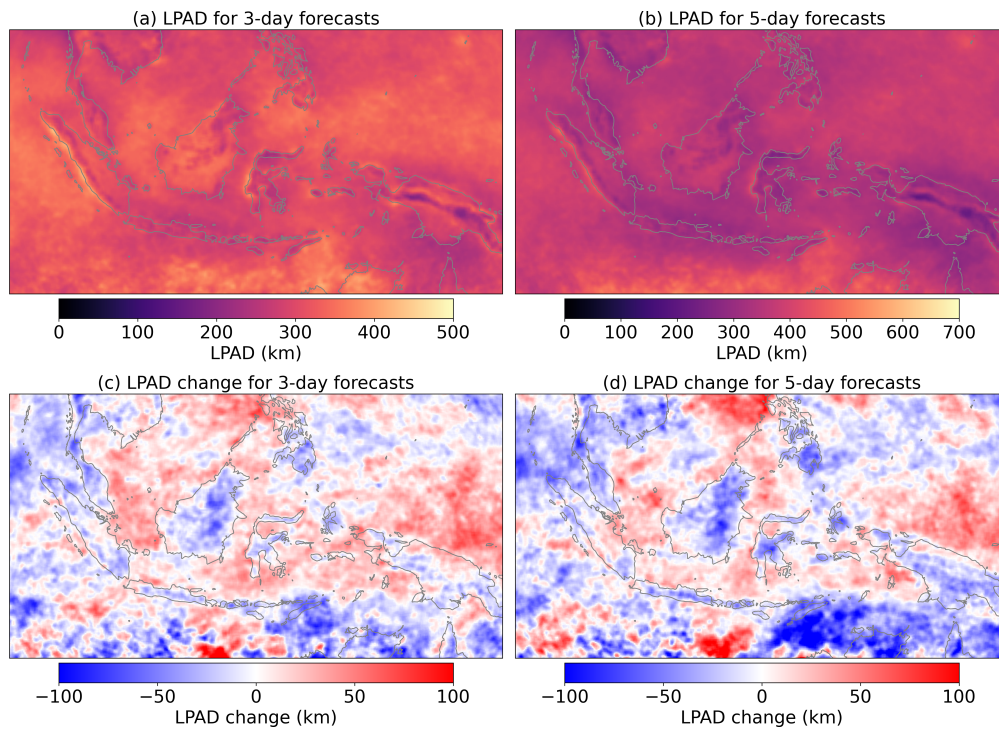 (a) LPAD for 3-day forecasts
(b) LPAD for 5-day forecasts
0 100 200 300 400 500
LPAD (km)
0 100 200 300 400 500 600 700
LPAD (km)
(c) LPAD change for 3-day forecasts
(d) LPAD change for 5-day forecasts
−100 −50 0 50 100
LPAD change (km)
−100 −50 0 50 100
LPAD change (km)